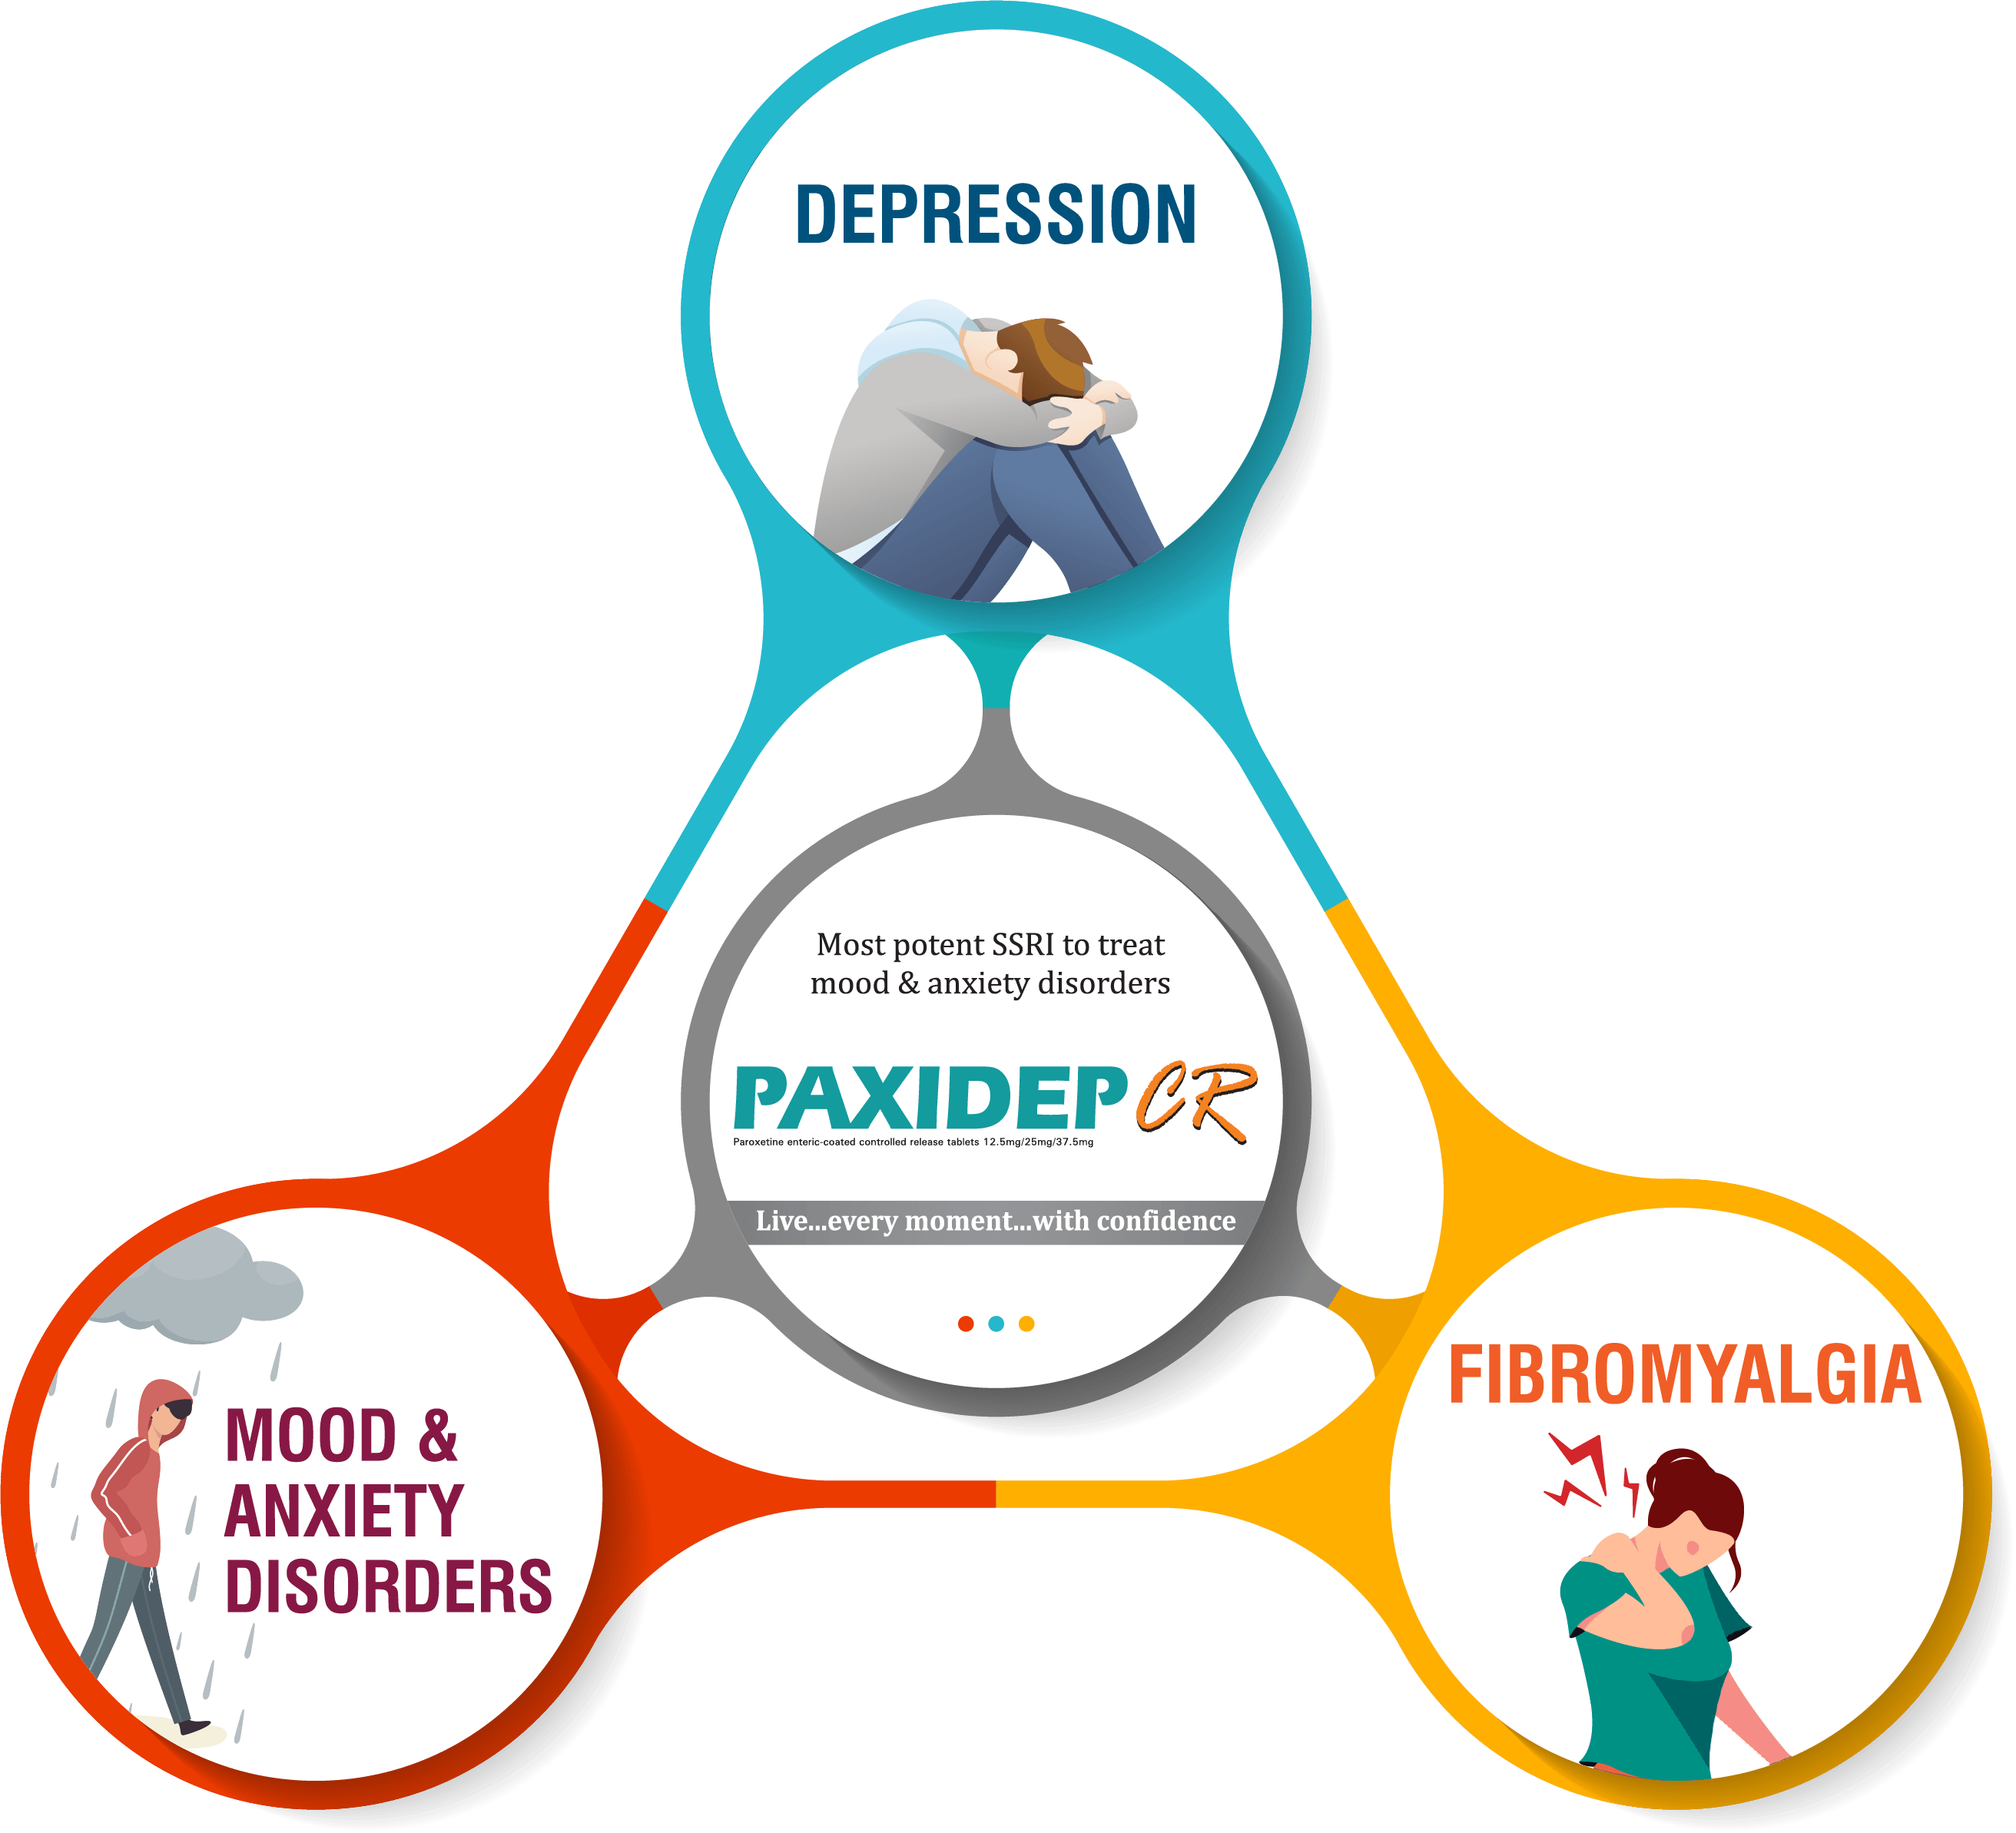 DEPRESSION
Most potent SSRI to treat
mood & anxiety disorders
PAXIDEP CR
Paroxetine enteric-coated controlled release tablets 12.5mg/25mg/37.5mg
Live...every moment...with confidence
MOOD &
ANXIETY
DISORDERS
FIBROMYALGIA